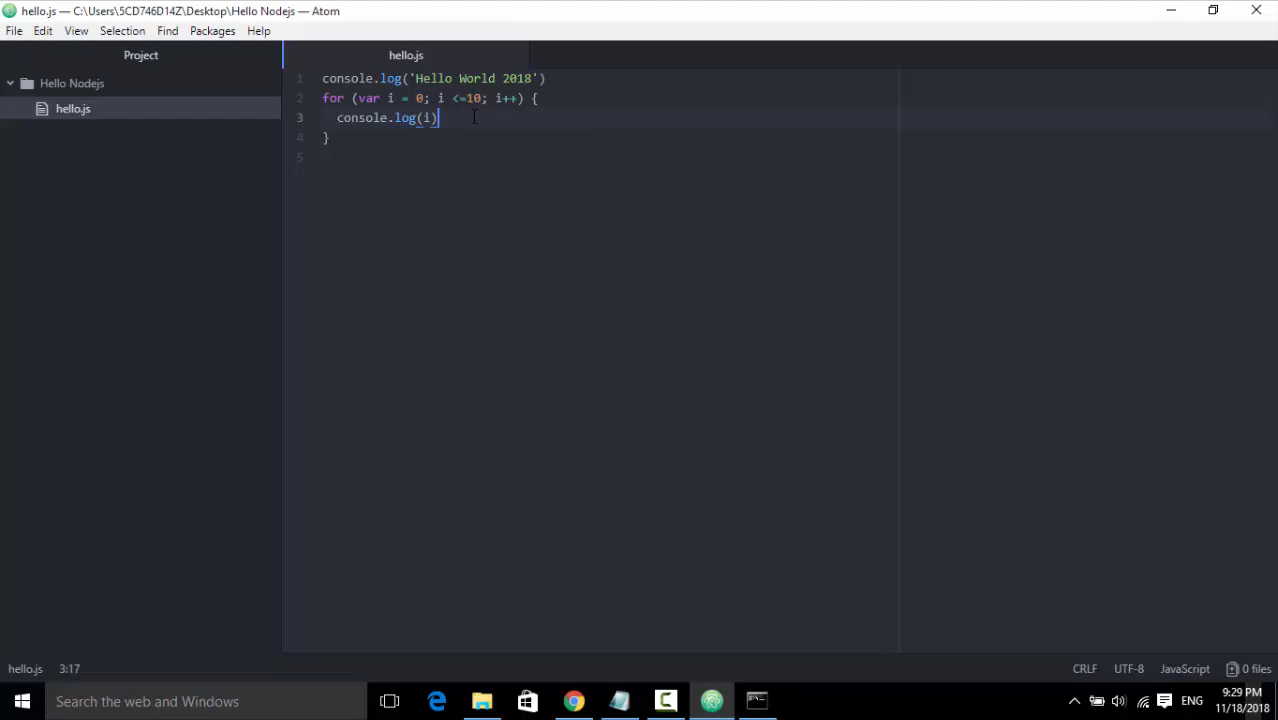 hello.js — C:\Users\5CD746D14Z\Desktop\Hello Nodejs — Atom
File Edit View Selection Find Packages Help
Project
hello.js
Hello Nodejs
hello.js
1 console.log('Hello World 2018')
2 for (var i = 0; i <=10; i++) {
3 console.log(i)
4 }
5
hello.js 3:17
CRLF UTF-8 JavaScript 0 files
Search the web and Windows
ENG
9:29 PM
11/18/2018